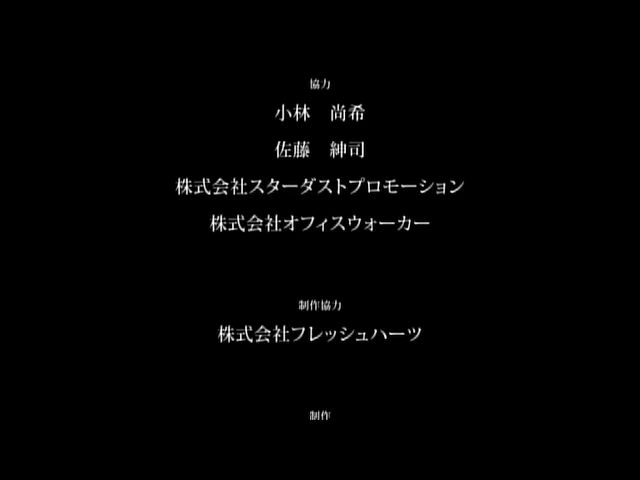 協力
小林　尚希
佐藤　紳司
株式会社スターダストプロモーション
株式会社オフィスウォーカー
制作協力
株式会社フレッシュハーツ
制作